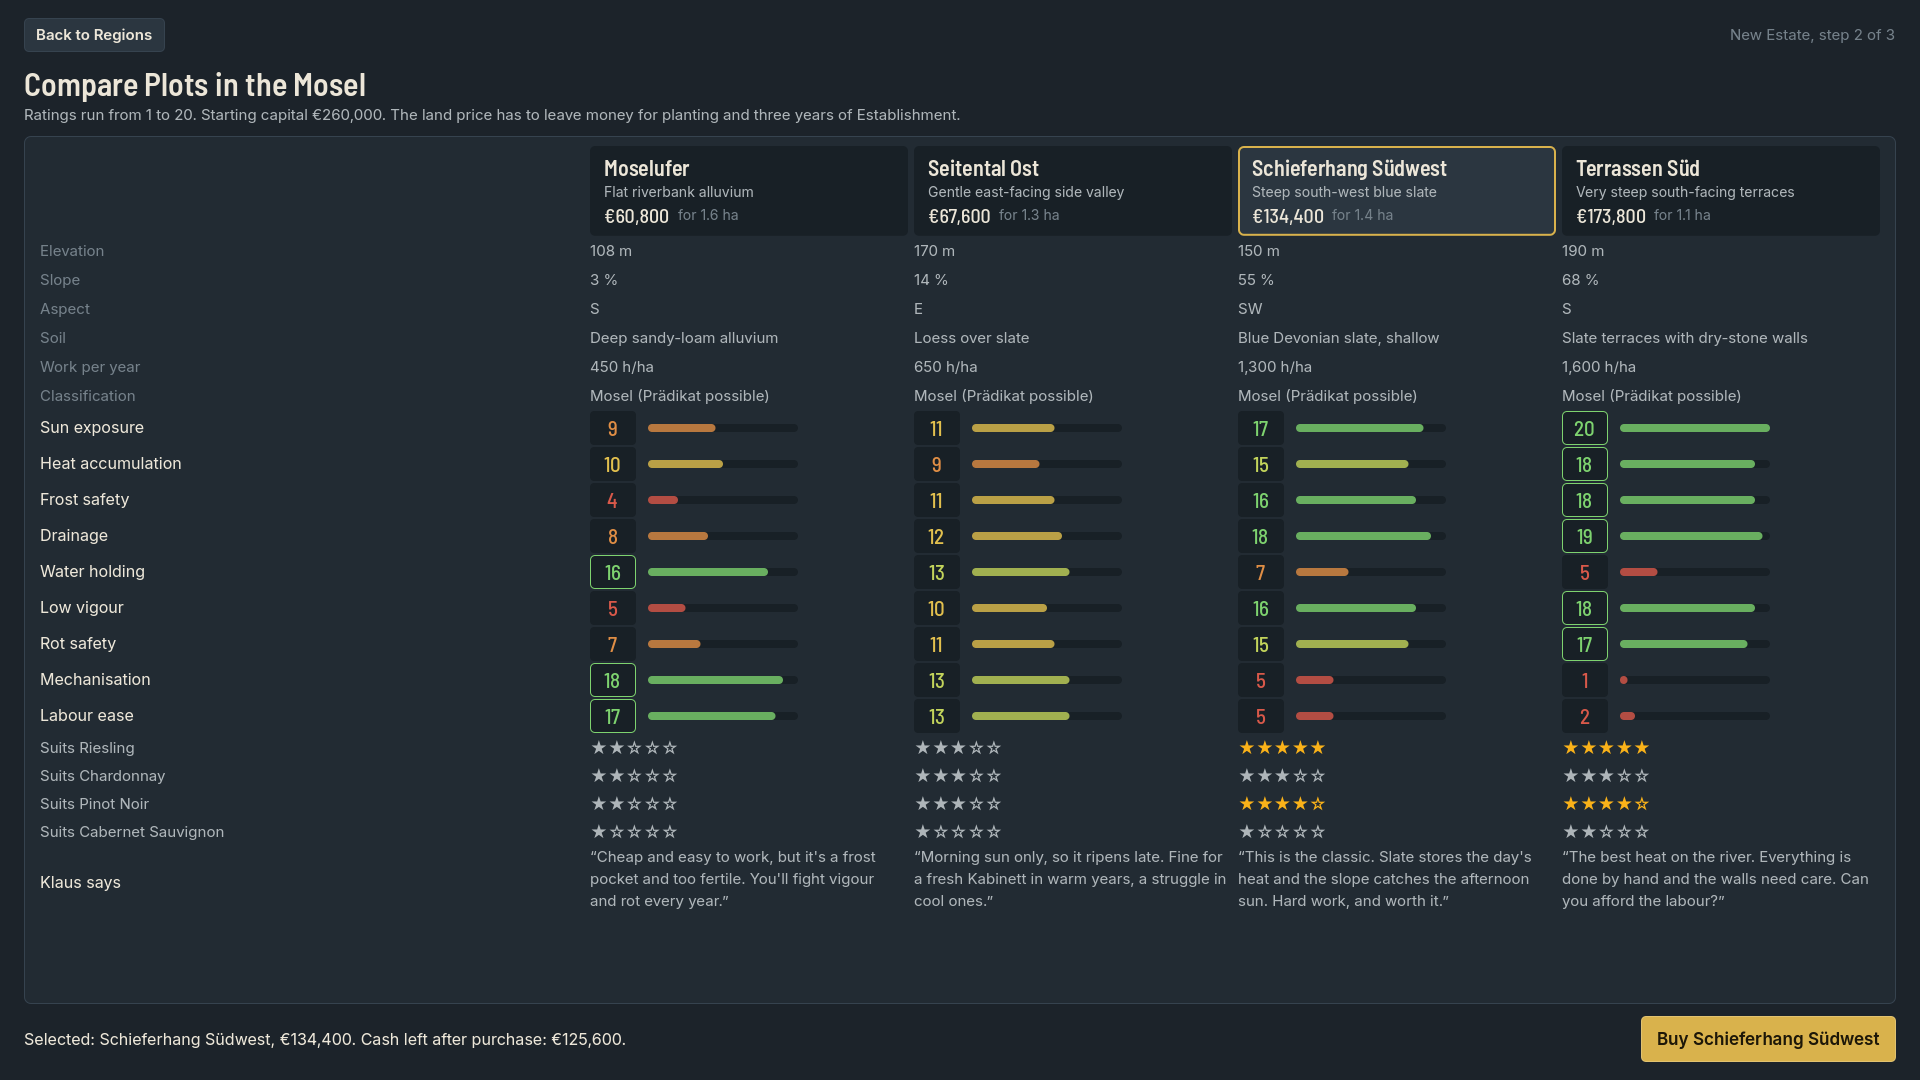 Back to Regions
New Estate, step 2 of 3
Compare Plots in the Mosel
Ratings run from 1 to 20. Starting capital €260,000. The land price has to leave money for planting and three years of Establishment.
Moselufer Seitental Ost Schieferhang Südwest Terrassen Süd
Flat riverbank alluvium Gentle east-facing side valley Steep south-west blue slate Very steep south-facing terraces
€60,800 for 1.6 ha €67,600 for 1.3 ha €134,400 for 1.4 ha €173,800 for 1.1 ha
Elevation 108 m 170 m 150 m 190 m
Slope 3 % 14 % 55 % 68 %
Aspect S E SW S
Soil Deep sandy-loam alluvium Loess over slate Blue Devonian slate, shallow Slate terraces with dry-stone walls
Work per year 450 h/ha 650 h/ha 1,300 h/ha 1,600 h/ha
Classification Mosel (Prädikat possible) Mosel (Prädikat possible) Mosel (Prädikat possible) Mosel (Prädikat possible)
Sun exposure 9 11 17 20
Heat accumulation 10 9 15 18
Frost safety 4 11 16 18
Drainage 8 12 18 19
Water holding 16 13 7 5
Low vigour 5 10 16 18
Rot safety 7 11 15 17
Mechanisation 18 13 5 1
Labour ease 17 13 5 2
Suits Riesling ★★☆☆☆ ★★★☆☆ ★★★★★ ★★★★★
Suits Chardonnay ★★☆☆☆ ★★★☆☆ ★★★☆☆ ★★★☆☆
Suits Pinot Noir ★★☆☆☆ ★★★☆☆ ★★★★☆ ★★★★☆
Suits Cabernet Sauvignon ★☆☆☆☆ ★☆☆☆☆ ★☆☆☆☆ ★★☆☆☆
Klaus says
“Cheap and easy to work, but it's a frost
pocket and too fertile. You'll fight vigour
and rot every year.”
“Morning sun only, so it ripens late. Fine for
a fresh Kabinett in warm years, a struggle in
cool ones.”
“This is the classic. Slate stores the day's
heat and the slope catches the afternoon
sun. Hard work, and worth it.”
“The best heat on the river. Everything is
done by hand and the walls need care. Can
you afford the labour?”
Selected: Schieferhang Südwest, €134,400. Cash left after purchase: €125,600.
Buy Schieferhang Südwest